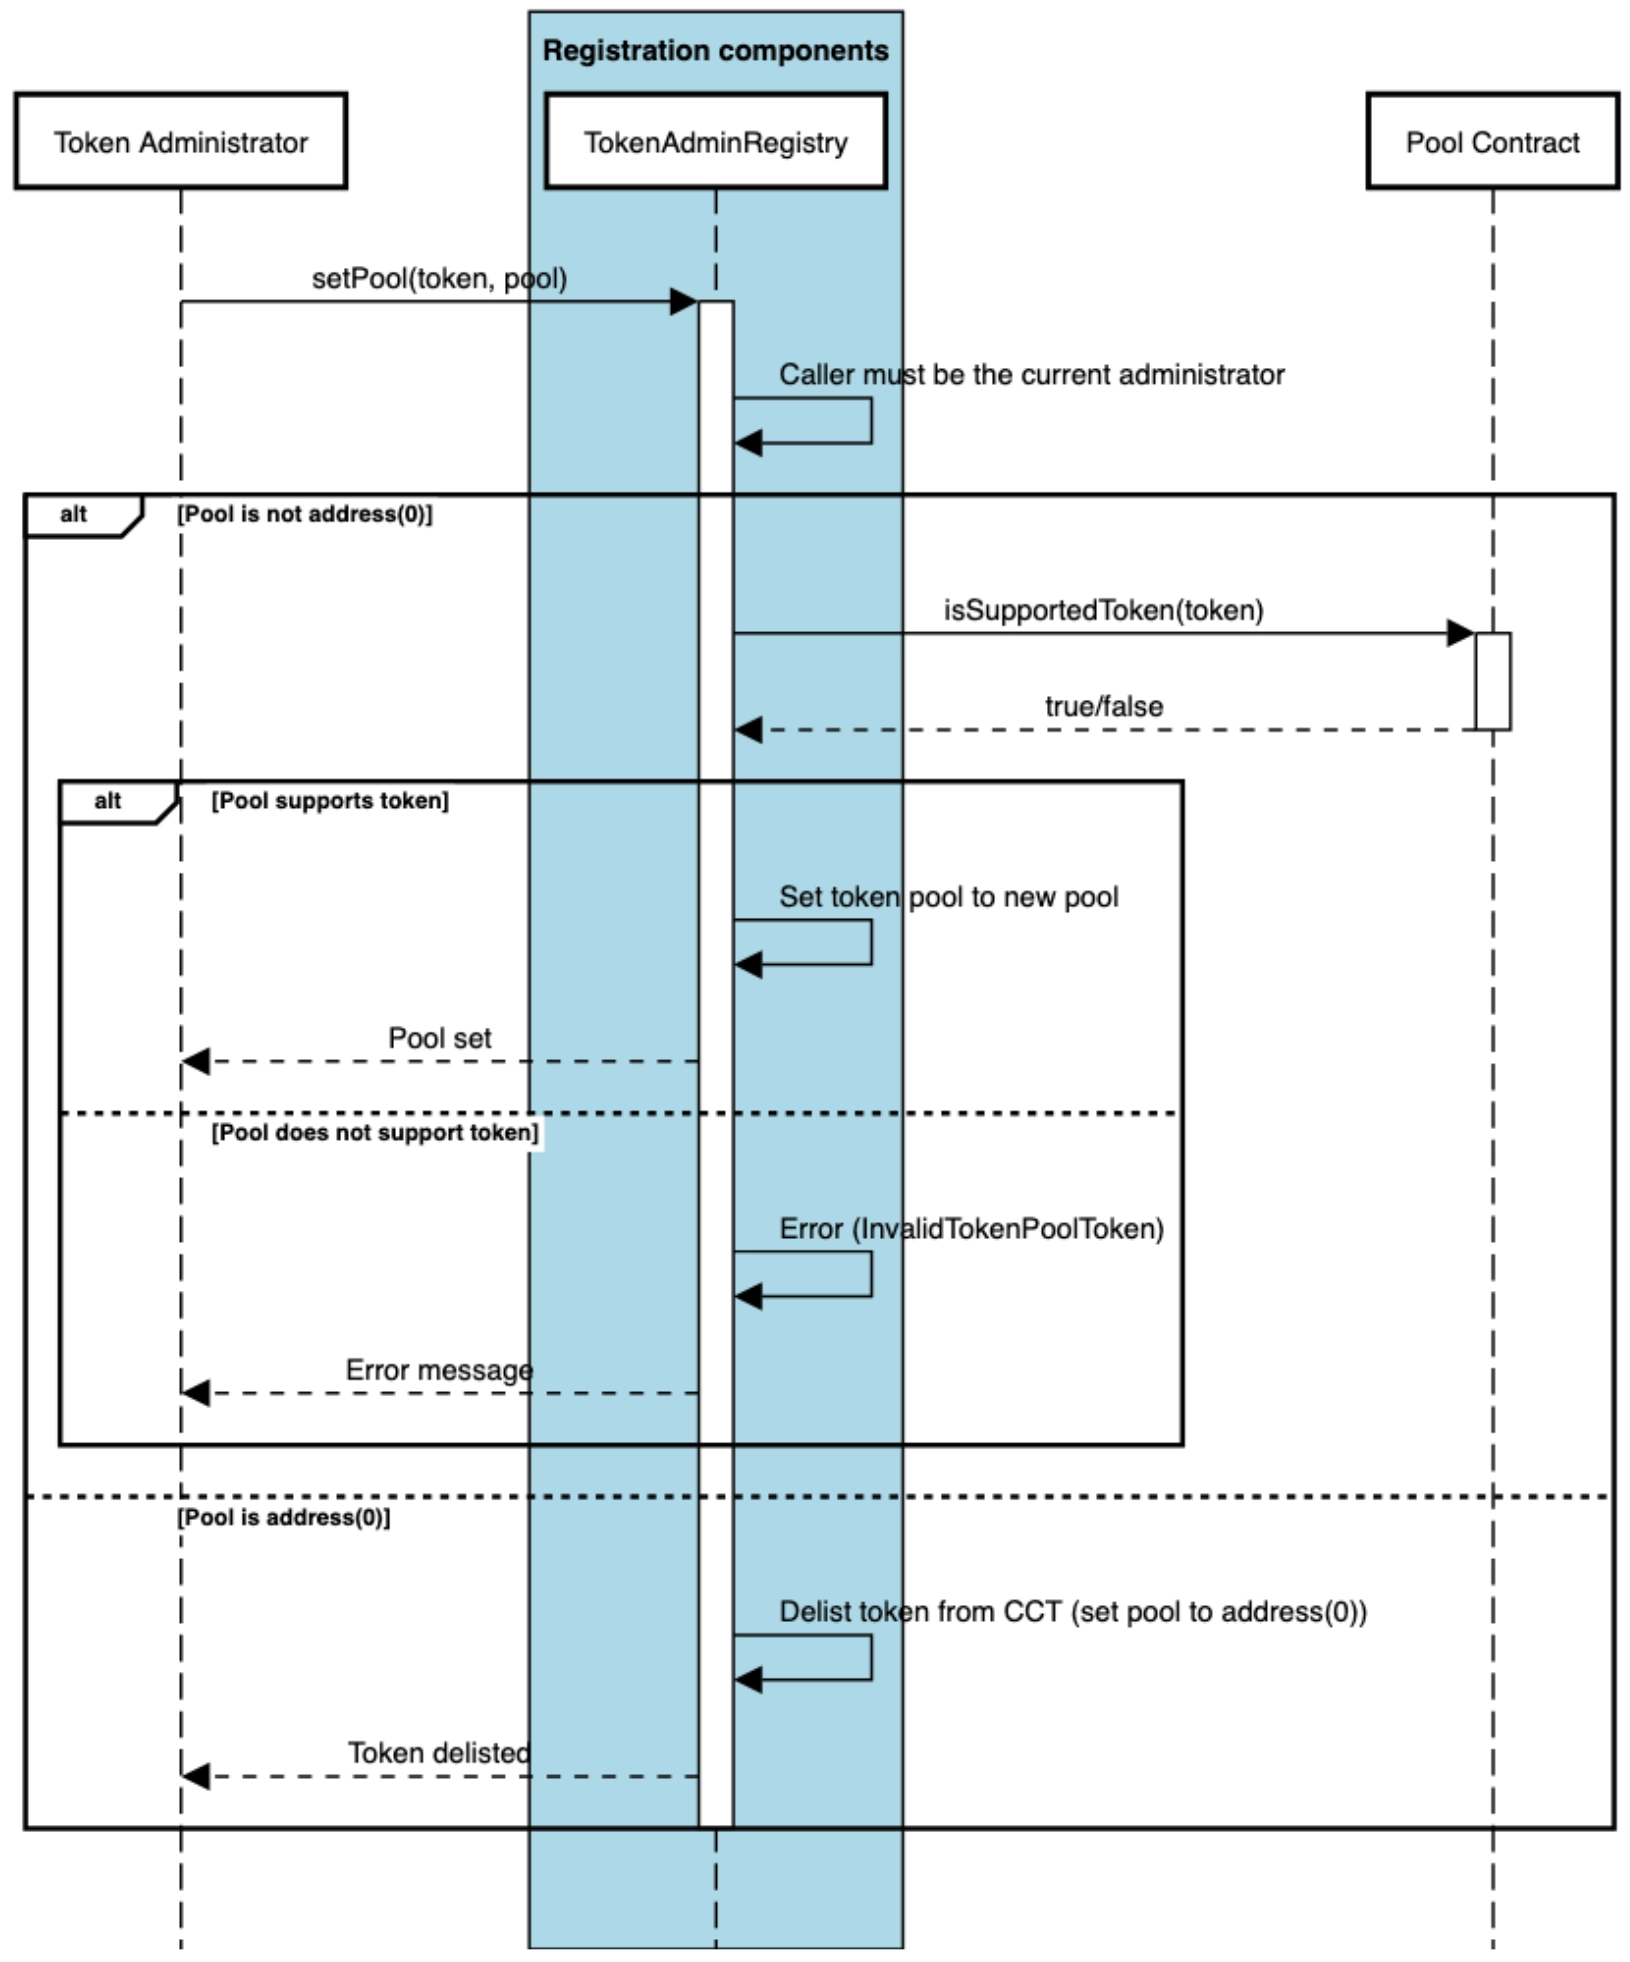 Registration components
Token Administrator
TokenAdminRegistry
Pool Contract
setPool(token, pool)
Caller must be the current administrator
alt
[Pool is not address(0)]
isSupportedToken(token)
true/false
alt
[Pool supports token]
Set token pool to new pool
Pool set
[Pool does not support token]
Error (InvalidTokenPoolToken)
Error message
[Pool is address(0)]
Delist token from CCT (set pool to address(0))
Token delisted